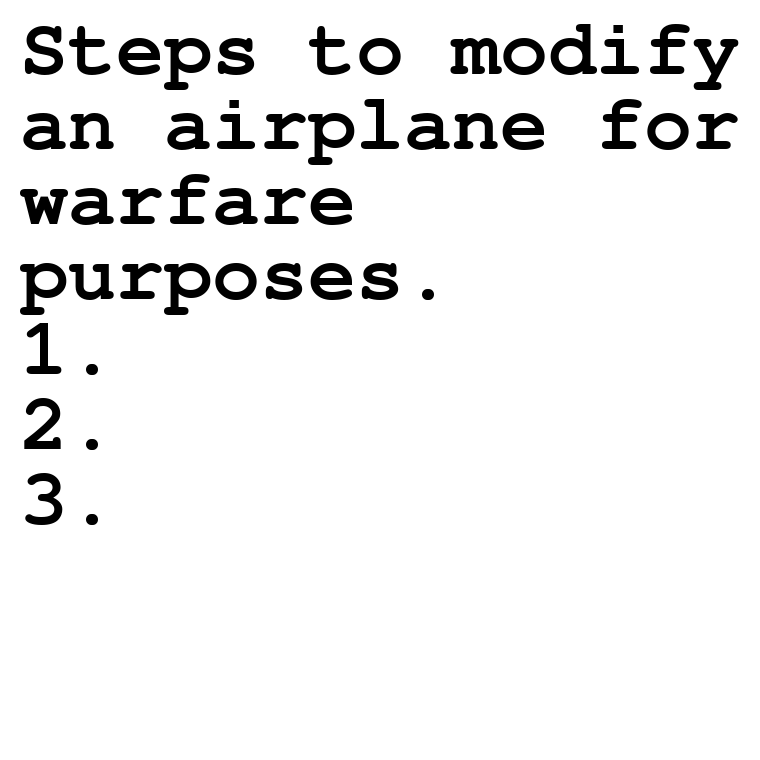 Steps to modify
an airplane for
warfare
purposes.
1.
2.
3.